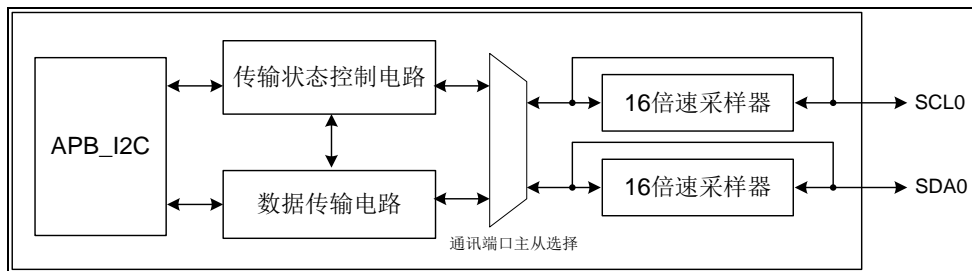 APB_I2C
传输状态控制电路
数据传输电路
通讯端口主从选择
16倍速采样器
16倍速采样器
SCL0
SDA0